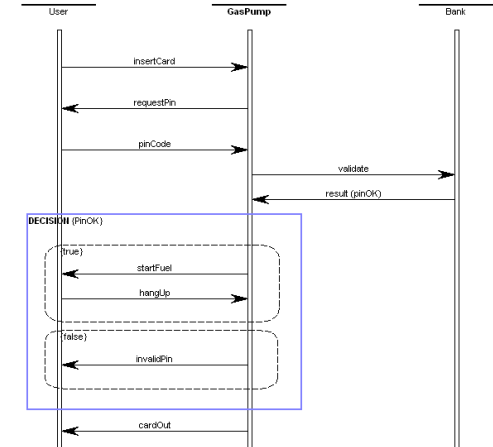 User
GasPump
Bank
insertCard
requestPin
pinCode
validate
result (pinOK)
DECISION {PinOK}
{true}
startFuel
hangUp
{false}
invalidPin
cardOut